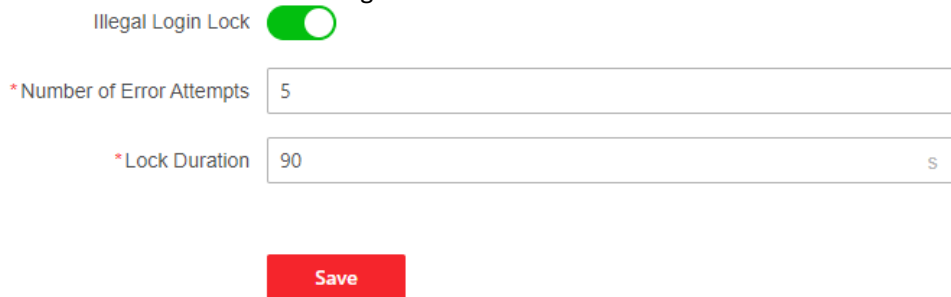 Illegal Login Lock
*Number of Error Attempts 5
*Lock Duration 90 s
Save